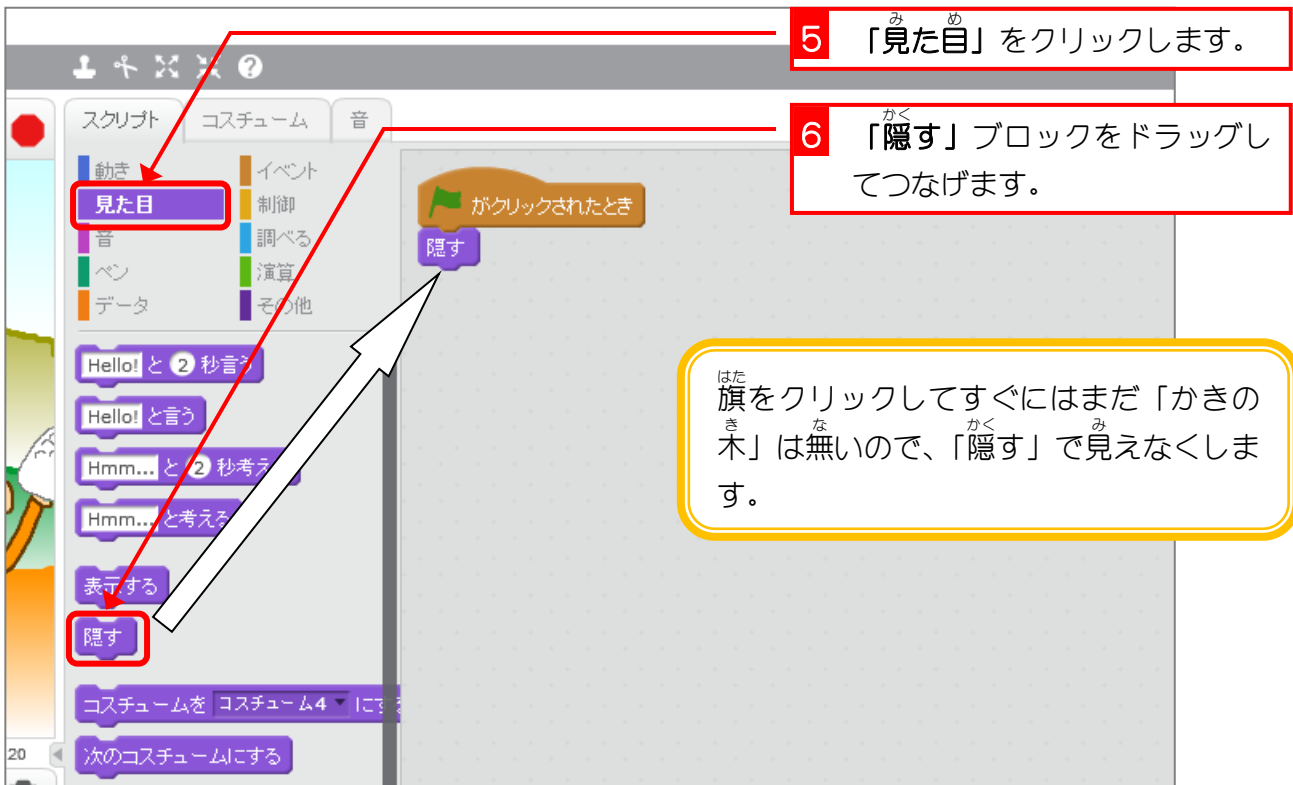 5 「見た目」をクリックします。
6 「隠す」ブロックをドラッグし
てつなげます。
スクリプト コスチューム 音
動き イベント
見た目 制御
音 調べる
ペン 演算
データ その他
がクリックされたとき
隠す
Hello! と 2 秒言う
Hello! と言う
Hmm... と 2 秒考え
Hmm... と考える
表示する
隠す
コスチュームを コスチューム4 にする
次のコスチュームにする
旗をクリックしてすぐにはまだ「かきの
木」は無いので、「隠す」で見えなくしま
す。
20